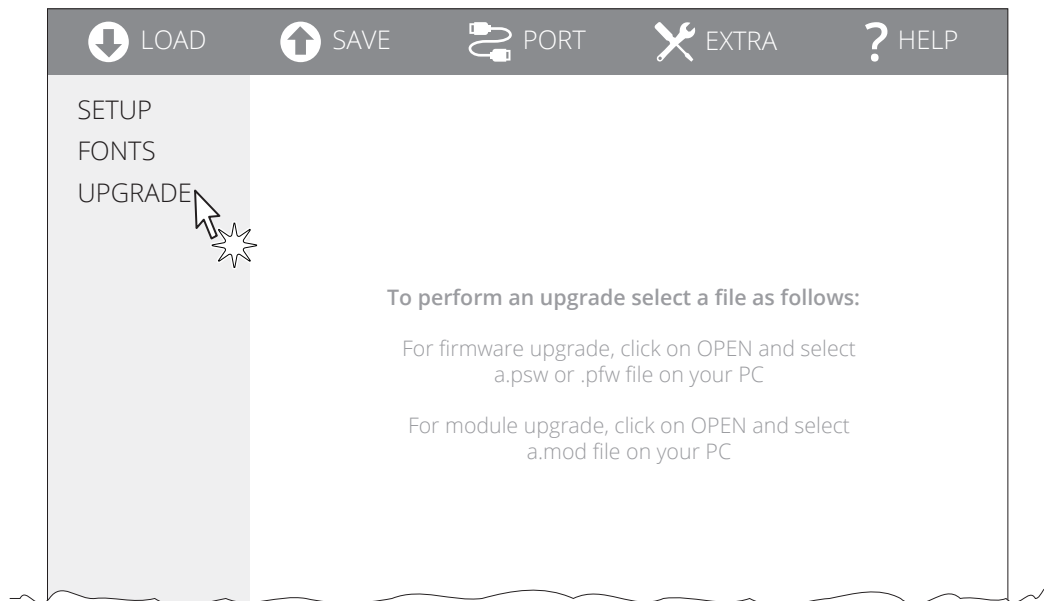 LOAD
SAVE
PORT
EXTRA
? HELP
SETUP
FONTS
UPGRADE
To perform an upgrade select a file as follows:
For firmware upgrade, click on OPEN and select
a.psw or .pfw file on your PC
For module upgrade, click on OPEN and select
a.mod file on your PC